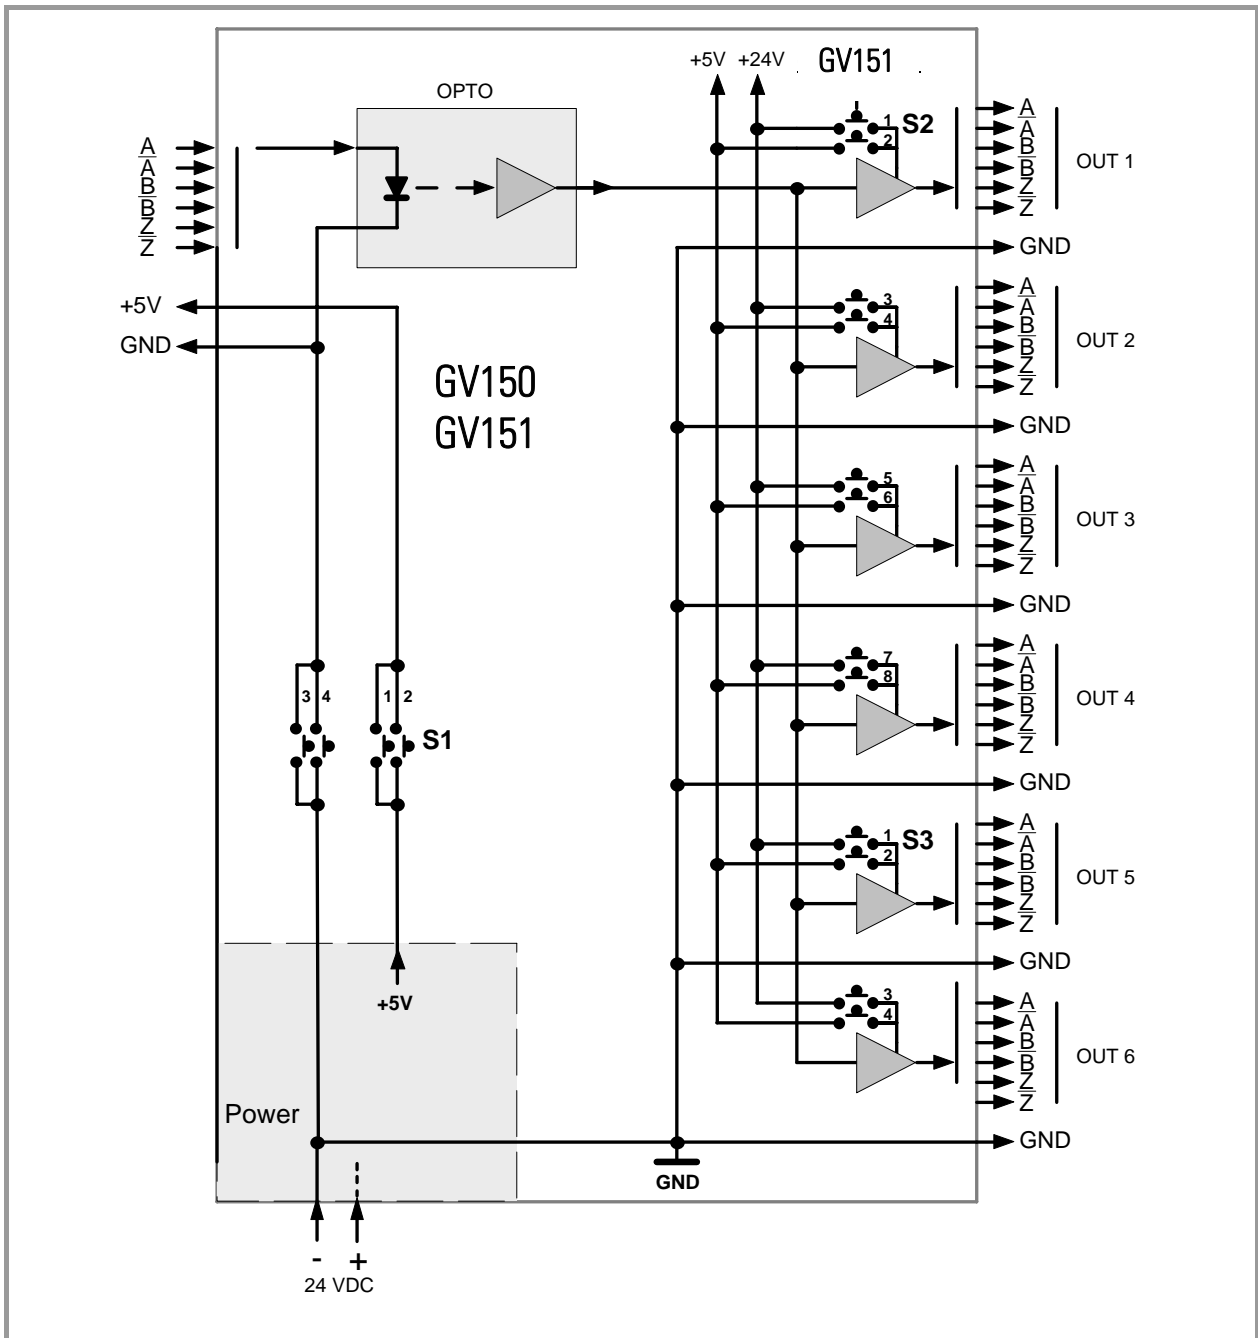 +5V +24V GV151
OPTO
1 S2
2
A
A̅
B
B̅
Z
Z̅
A
A̅
B
B̅
Z
Z̅
OUT 1
GND
+5V
GND
3
4
A
A̅
B
B̅
Z
Z̅
OUT 2
GV150
GV151
GND
5
6
A
A̅
B
B̅
Z
Z̅
OUT 3
GND
3 4 1 2
S1
7
8
A
A̅
B
B̅
Z
Z̅
OUT 4
GND
1 S3
2
A
A̅
B
B̅
Z
Z̅
OUT 5
GND
+5V
3
4
A
A̅
B
B̅
Z
Z̅
OUT 6
Power
GND
GND
- +
24 VDC